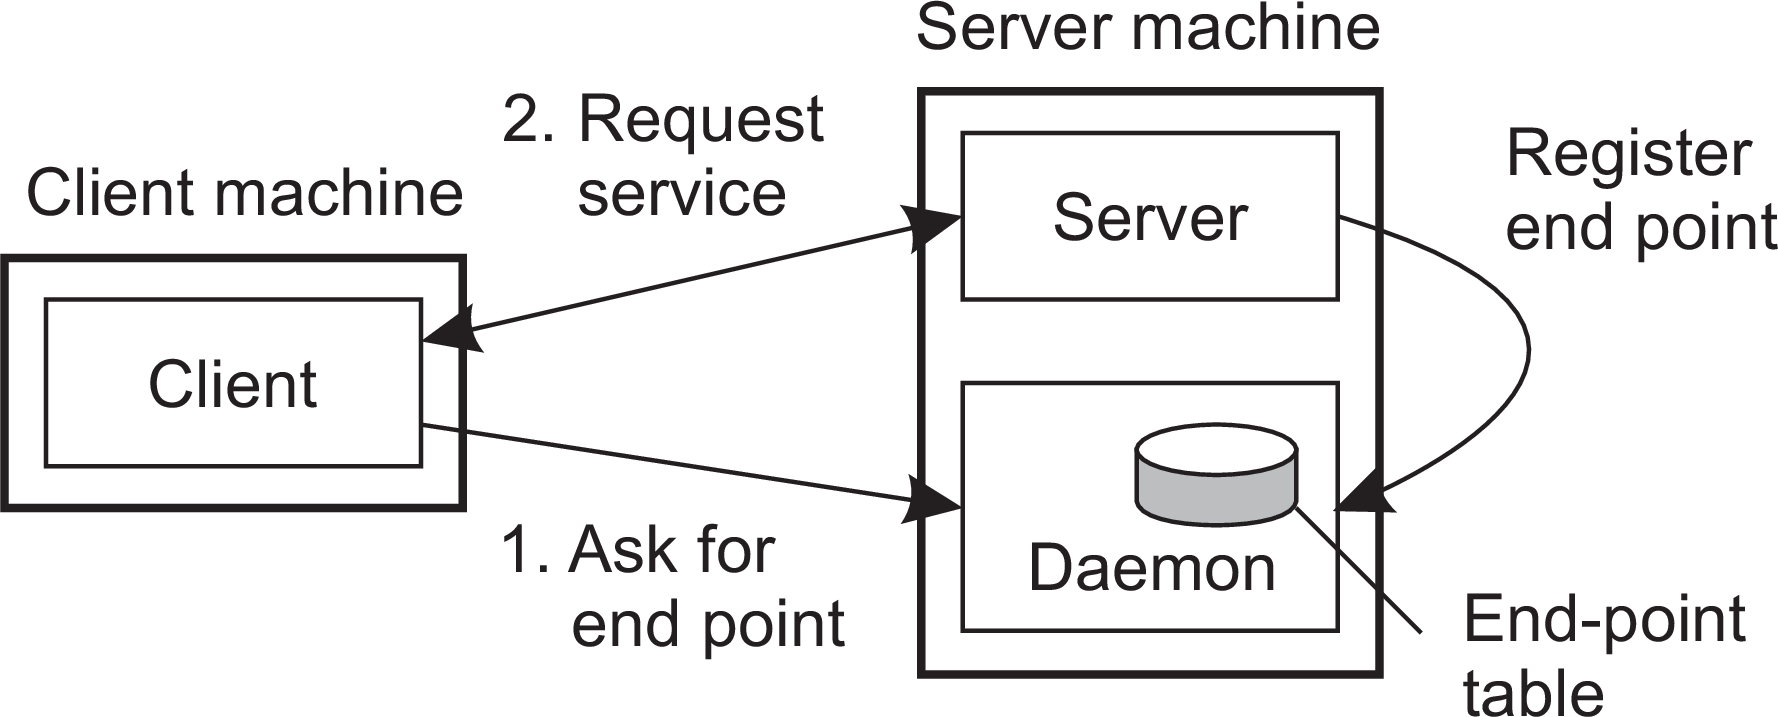 Server machine
2. Request
service
Register
end point
Client machine
Server
Client
1. Ask for
end point
Daemon
End-point
table